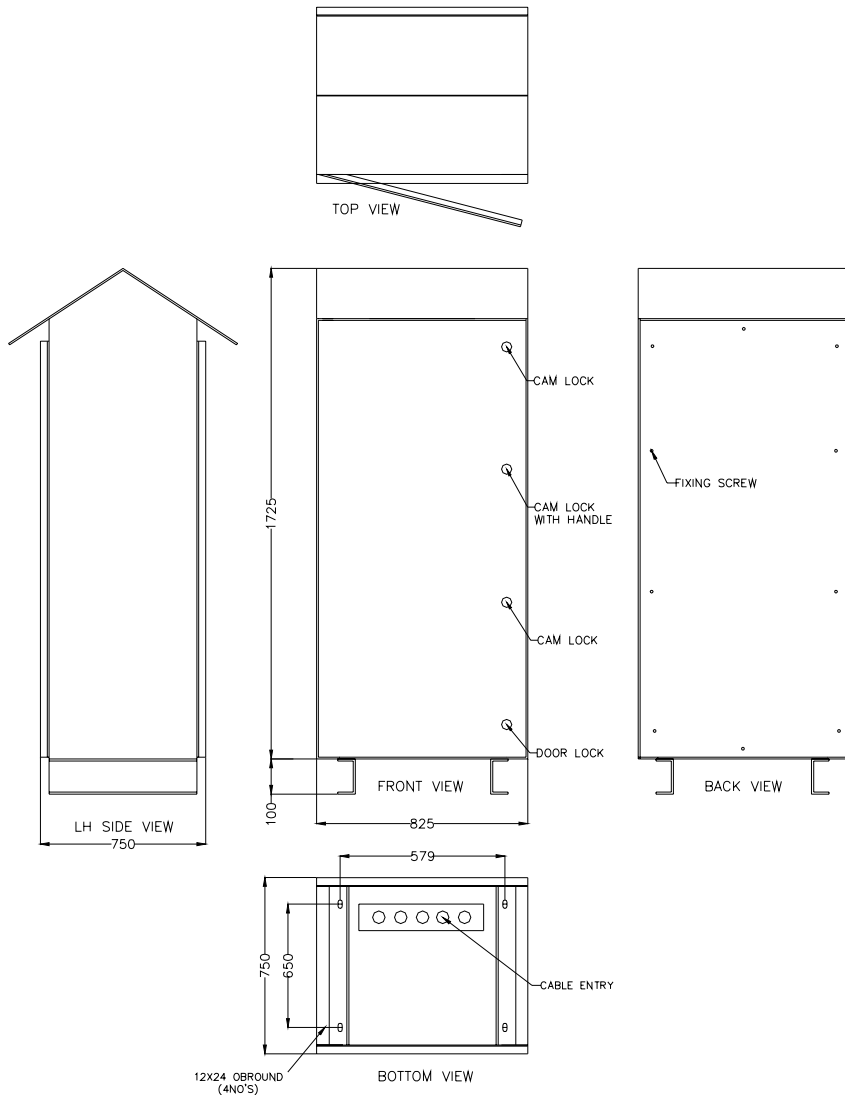 TOP VIEW
CAM LOCK
CAM LOCK
WITH HANDLE
CAM LOCK
DOOR LOCK
FIXING SCREW
1725
100
FRONT VIEW
825
BACK VIEW
LH SIDE VIEW
750
579
750
650
CABLE ENTRY
12X24 OBROUND
(4NO'S)
BOTTOM VIEW